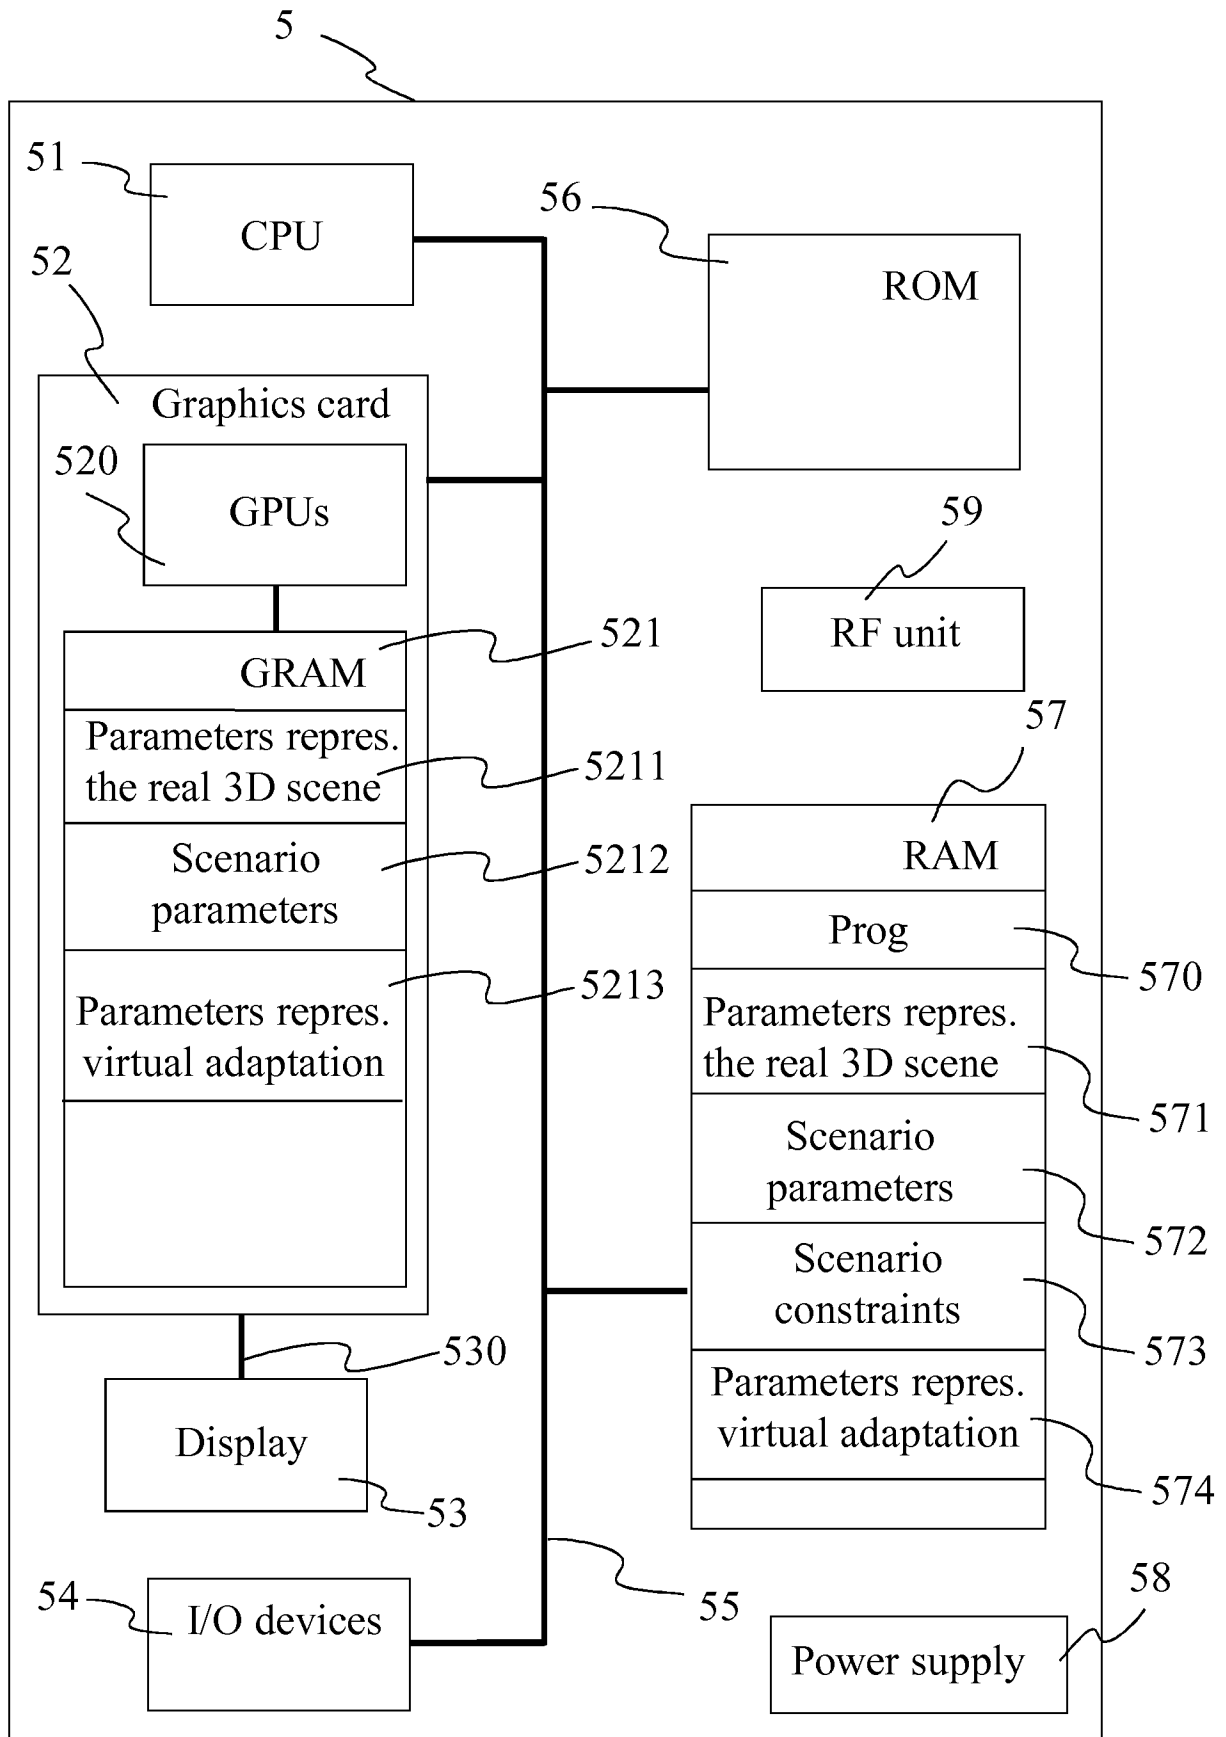 5
51
CPU
56
ROM
52
Graphics card
520
GPUs
59
RF unit
521
GRAM
Parameters repres.
the real 3D scene
5211
57
RAM
Scenario
parameters
5212
Prog
570
Parameters repres.
virtual adaptation
5213
Parameters repres.
the real 3D scene
571
Scenario
parameters
572
Scenario
constraints
573
530
Parameters repres.
virtual adaptation
574
Display
53
54
I/O devices
55
58
Power supply